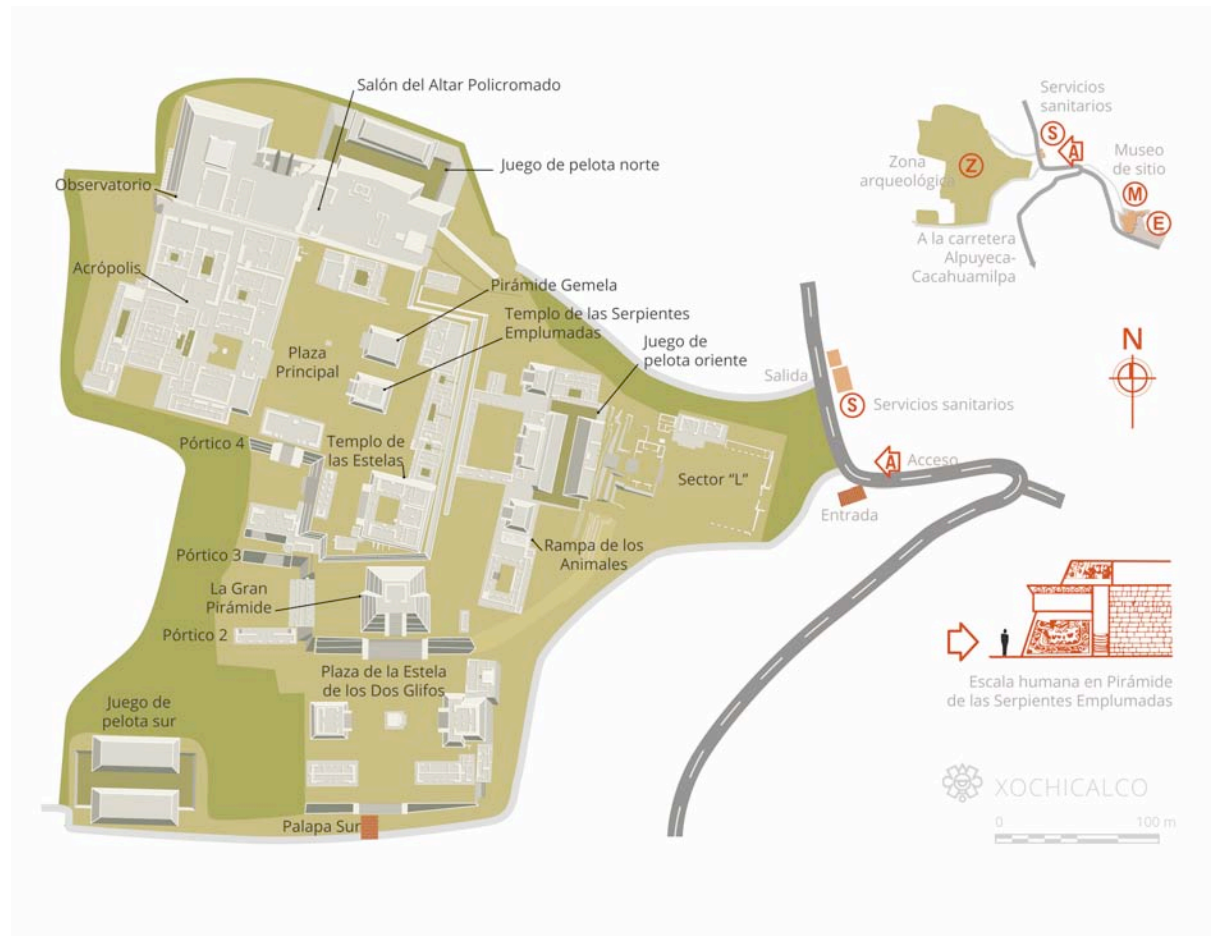 Salón del Altar Policromado
Juego de pelota norte
Observatorio
Acrópolis
Pirámide Gemela
Templo de las Serpientes
Emplumadas
Juego de
pelota oriente
Plaza
Principal
Pórtico 4
Templo de
las Estelas
Sector “L”
Pórtico 3
Rampa de los
Animales
La Gran
Pirámide
Pórtico 2
Plaza de la Estela
de los Dos Glifos
Juego de
pelota sur
Palapa Sur
Servicios
sanitarios
S
A
Zona
arqueológica
Z
Museo
de sitio
M
E
A la carretera
Alpuyeca-
Cacahuamilpa
N
Salida
S
Servicios sanitarios
A
Acceso
Entrada
Escala humana en Pirámide
de las Serpientes Emplumadas
XOCHICALCO
0
100 m